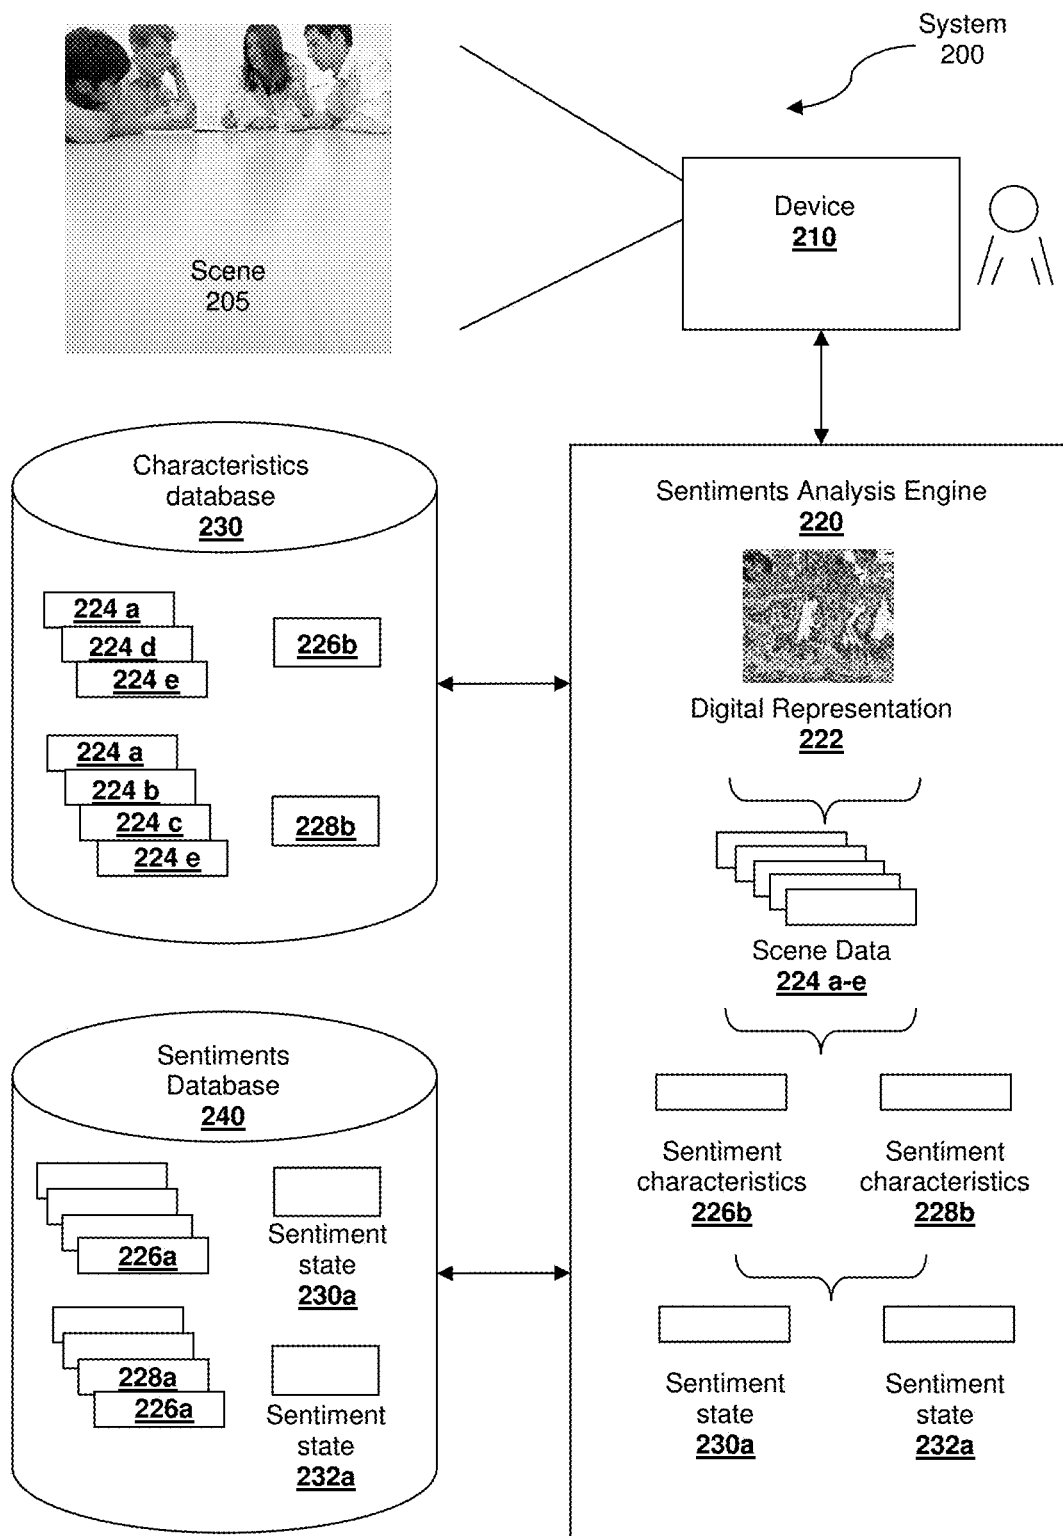 System
200
Scene
205
Device
210
Characteristics
database
230
224 a
224 d
224 e
226b
224 a
224 b
224 c
224 e
228b
Sentiments Analysis Engine
220
Digital Representation
222
Scene Data
224 a-e
Sentiment
characteristics
226b
Sentiment
characteristics
228b
Sentiment
state
230a
Sentiment
state
232a
Sentiments
Database
240
226a
Sentiment
state
230a
228a
226a
Sentiment
state
232a